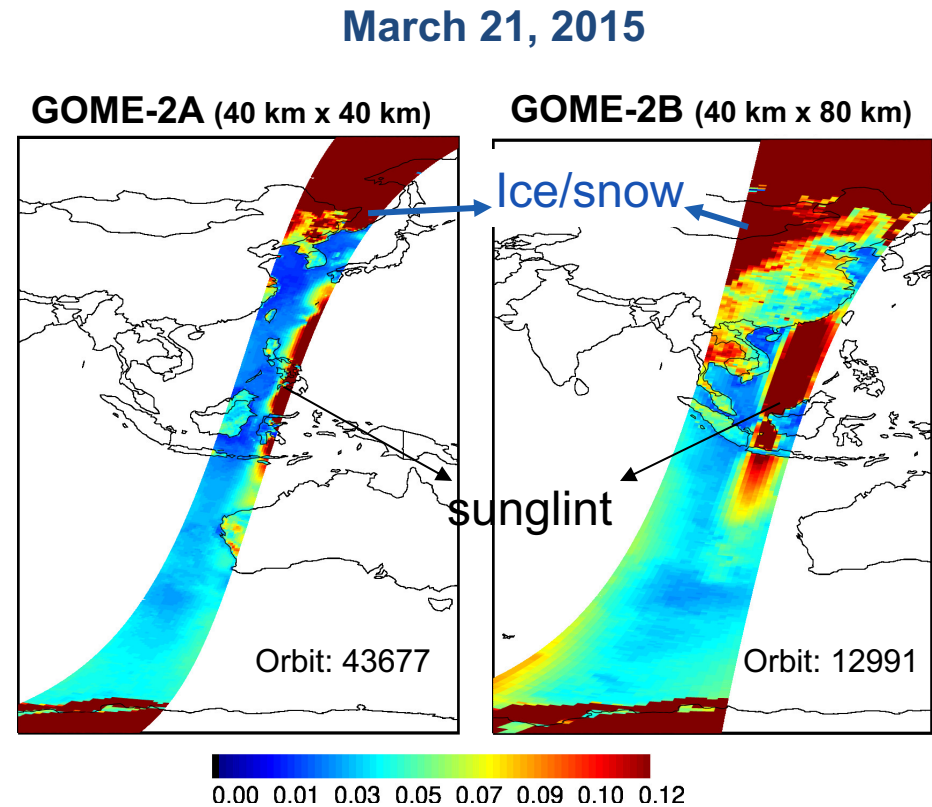 March 21, 2015
GOME-2A (40 km x 40 km)
GOME-2B (40 km x 80 km)
Ice/snow
sunglint
Orbit: 43677
Orbit: 12991
0.00 0.01 0.03 0.05 0.07 0.09 0.10 0.12